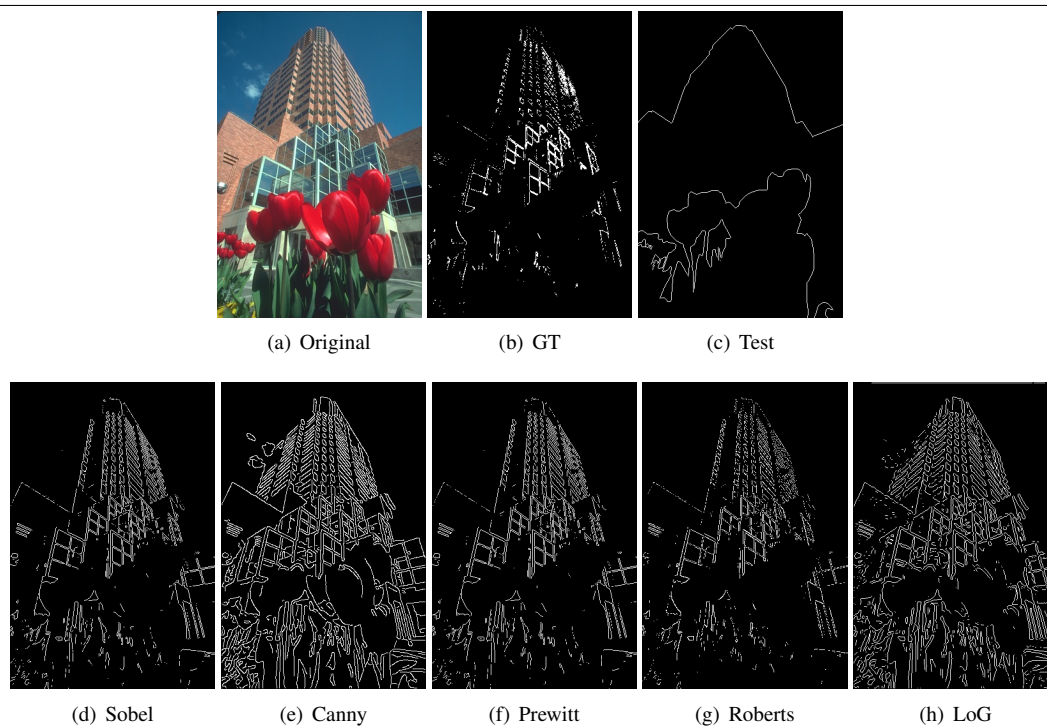 (a) Original (b) GT (c) Test
(d) Sobel (e) Canny (f) Prewitt (g) Roberts (h) LoG